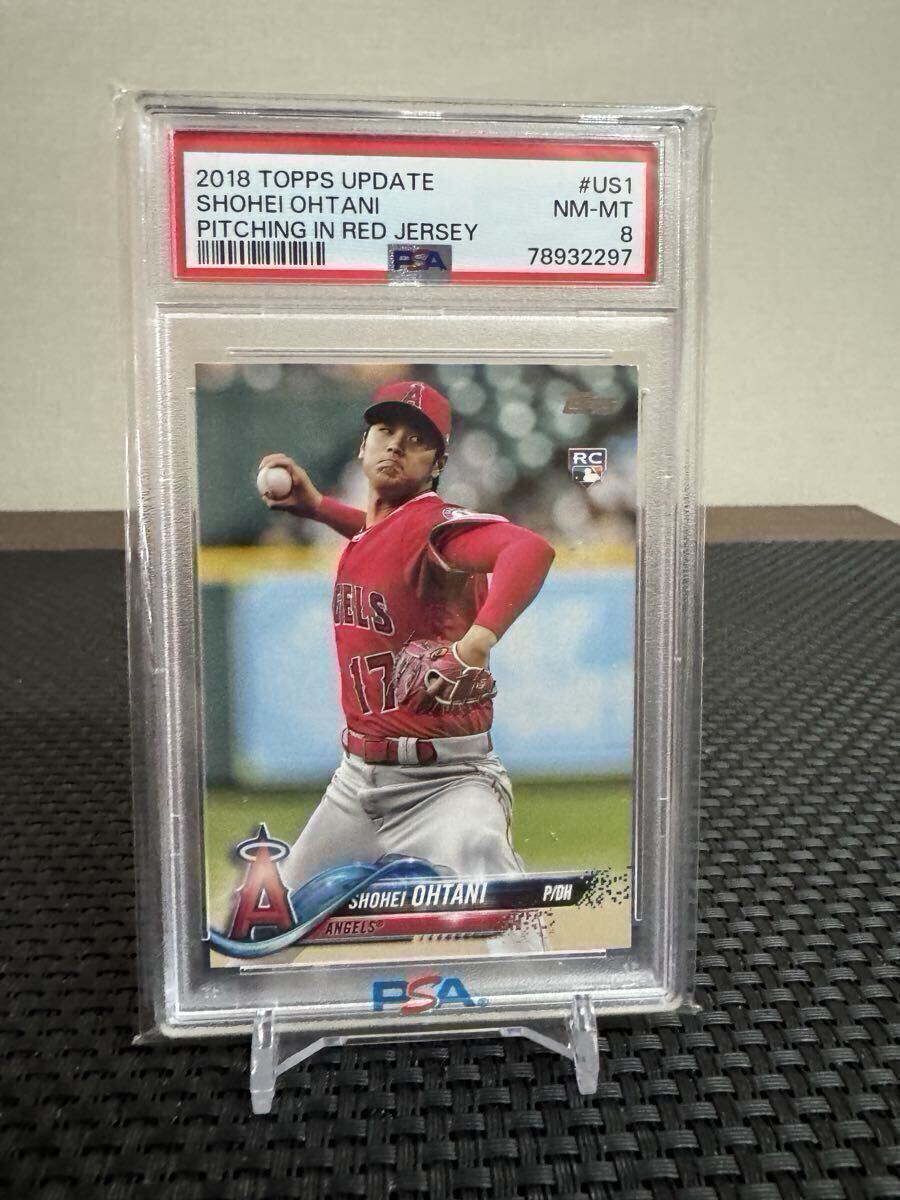 2018 TOPPS UPDATE #US1
SHOHEI OHTANI NM-MT
PITCHING IN RED JERSEY 8
PSA 78932297
A
Topps
RC
ELS
17
A
SHOHEI OHTANI P/DH
ANGELS®
PSA®